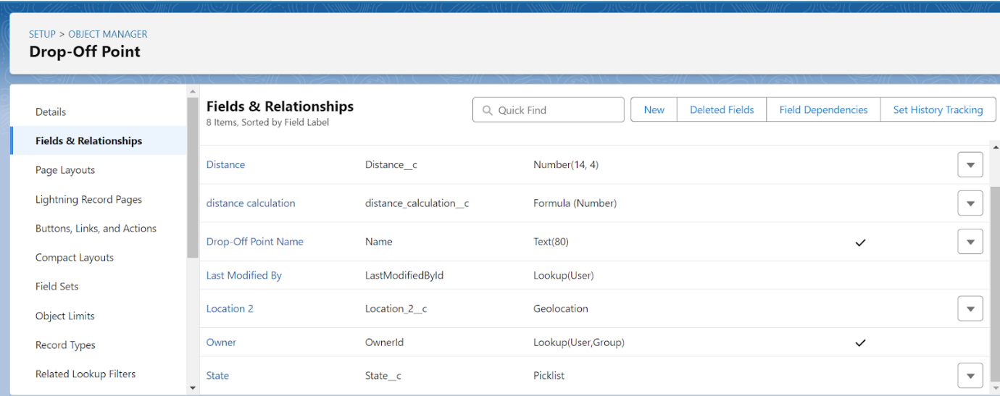 SETUP > OBJECT MANAGER
Drop-Off Point
Details
Fields & Relationships
Page Layouts
Lightning Record Pages
Buttons, Links, and Actions
Compact Layouts
Field Sets
Object Limits
Record Types
Related Lookup Filters
Fields & Relationships
8 Items, Sorted by Field Label
Quick Find
New
Deleted Fields
Field Dependencies
Set History Tracking
Distance Distance__c Number(14, 4)
distance calculation distance_calculation__c Formula (Number)
Drop-Off Point Name Name Text(80)
Last Modified By LastModifiedById Lookup(User)
Location 2 Location_2__c Geolocation
Owner OwnerId Lookup(User,Group)
State State__c Picklist